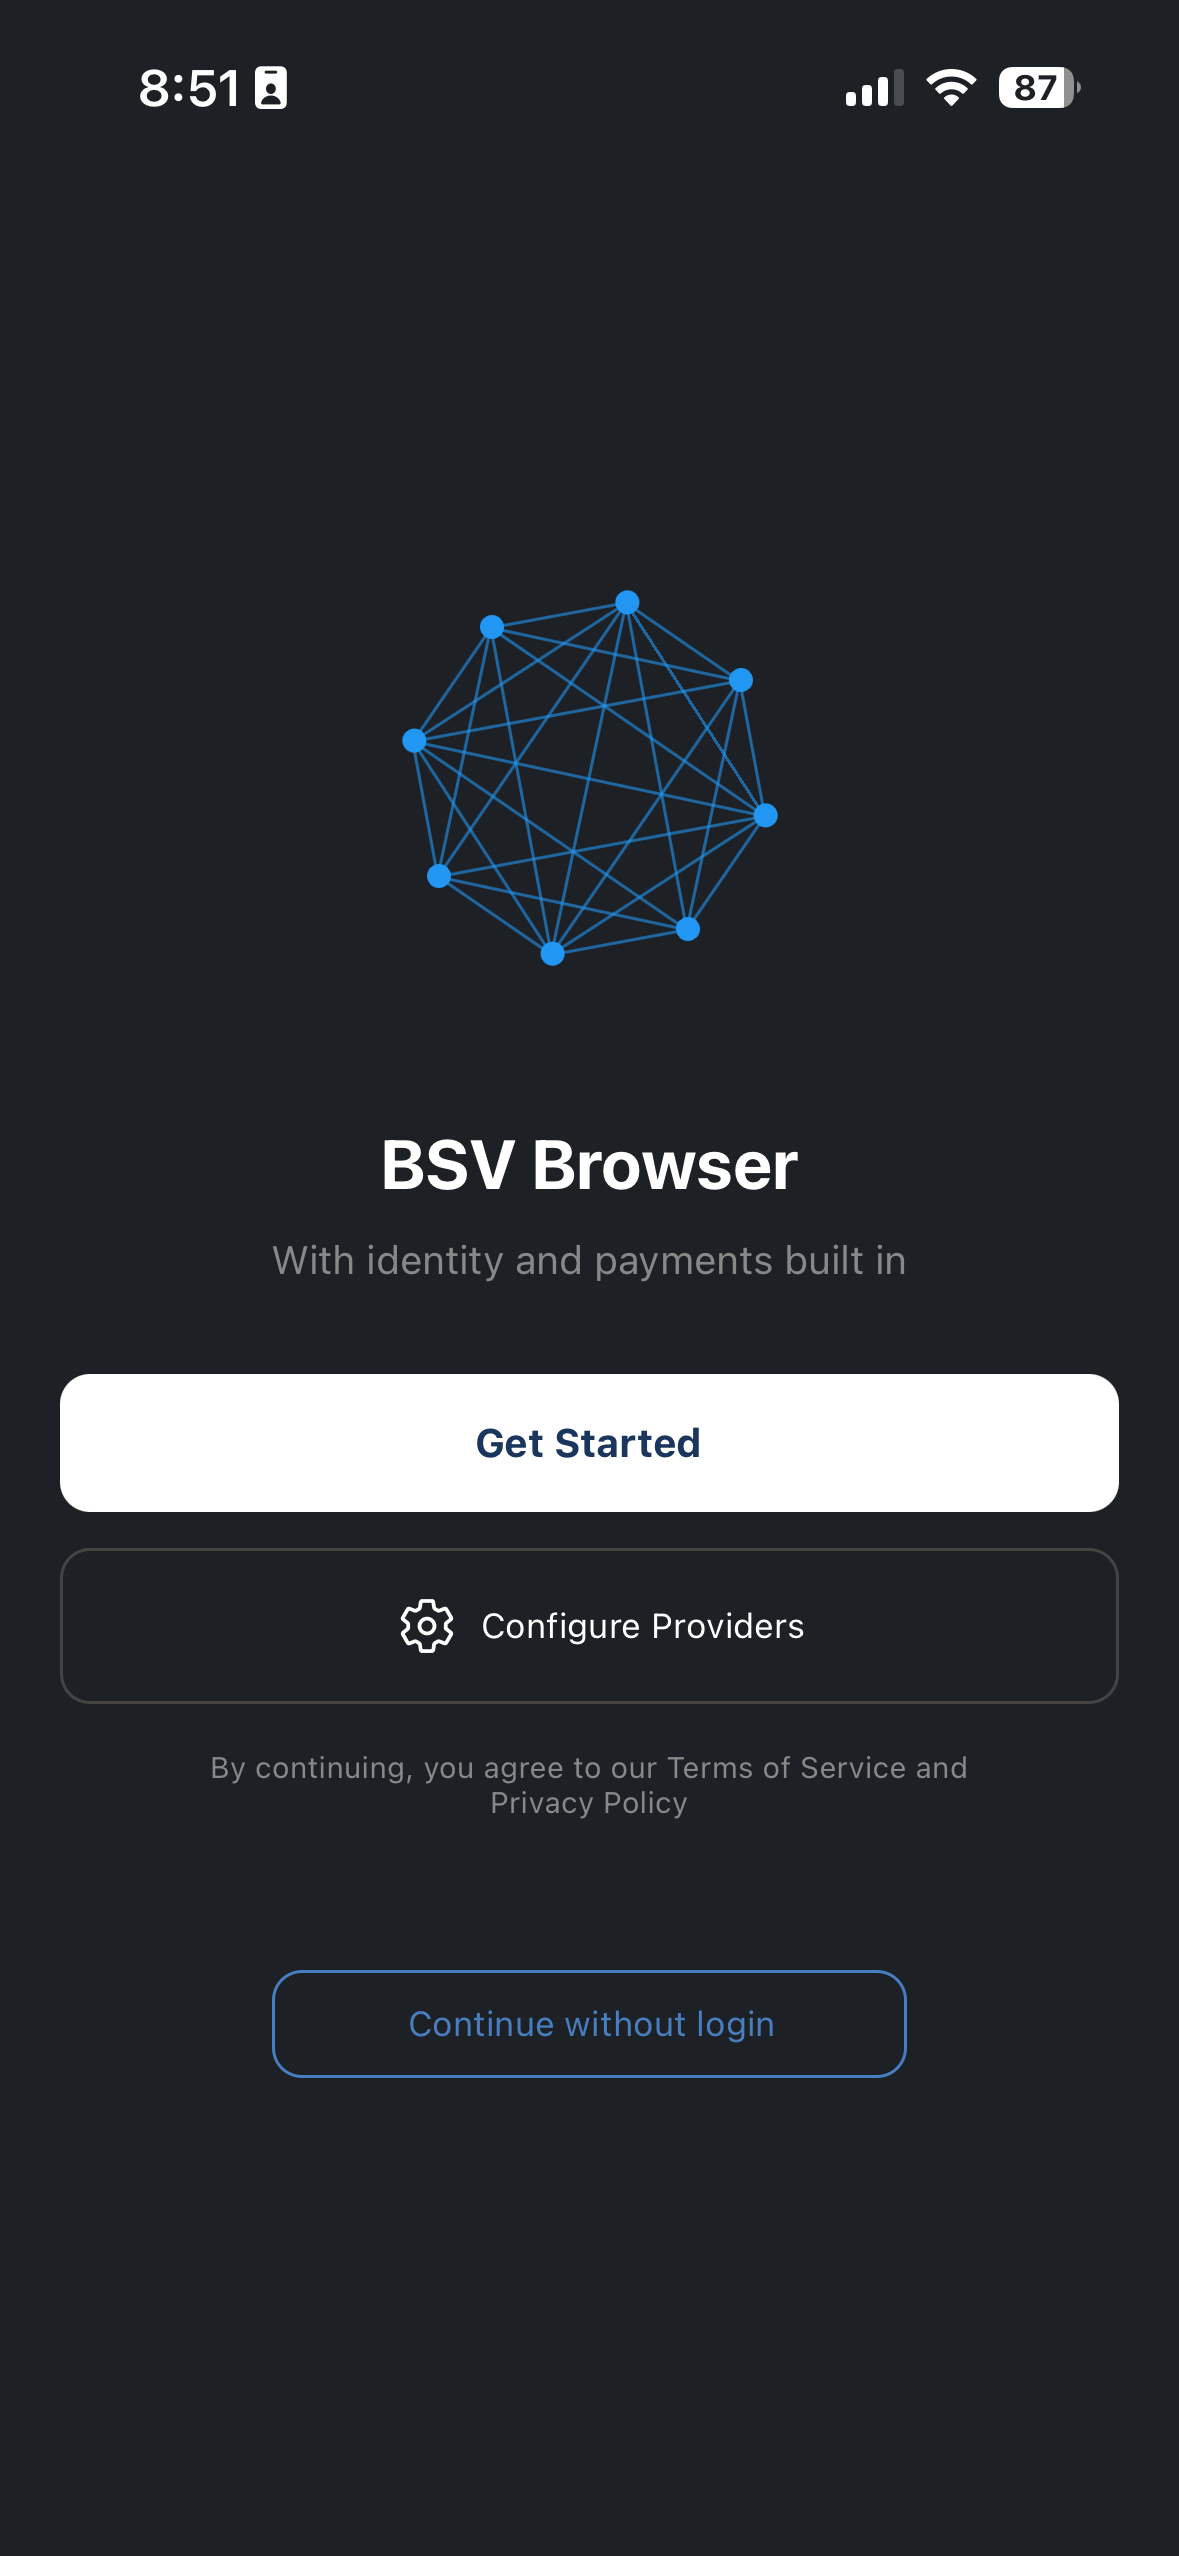 8:51
87
BSV Browser
With identity and payments built in
Get Started
Configure Providers
By continuing, you agree to our Terms of Service and
Privacy Policy
Continue without login